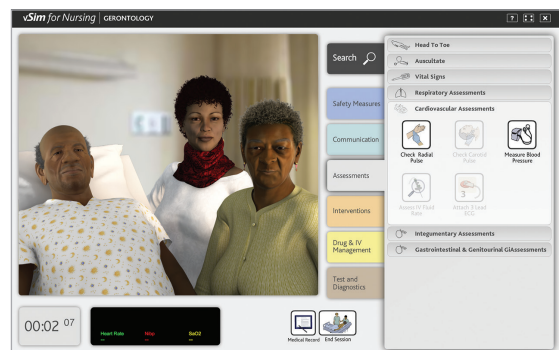 vSim for Nursing | GERONTOLOGY
?
Search
Safety Measures
Communication
Assessments
Interventions
Drug & IV
Management
Test and
Diagnostics
Head To Toe
Auscultate
Vital Signs
Respiratory Assessments
Cardiovascular Assessments
Check Radial
Pulse
Check Carotid
Pulse
Measure Blood
Pressure
Assess IV Fluid
Rate
Attach 3-Lead
ECG
Integumentary Assessments
Gastrointestinal & Genitourinal GiAssessments
00:02 07
Heart Rate
--
--
SaO2
--
Medical Record
End Session